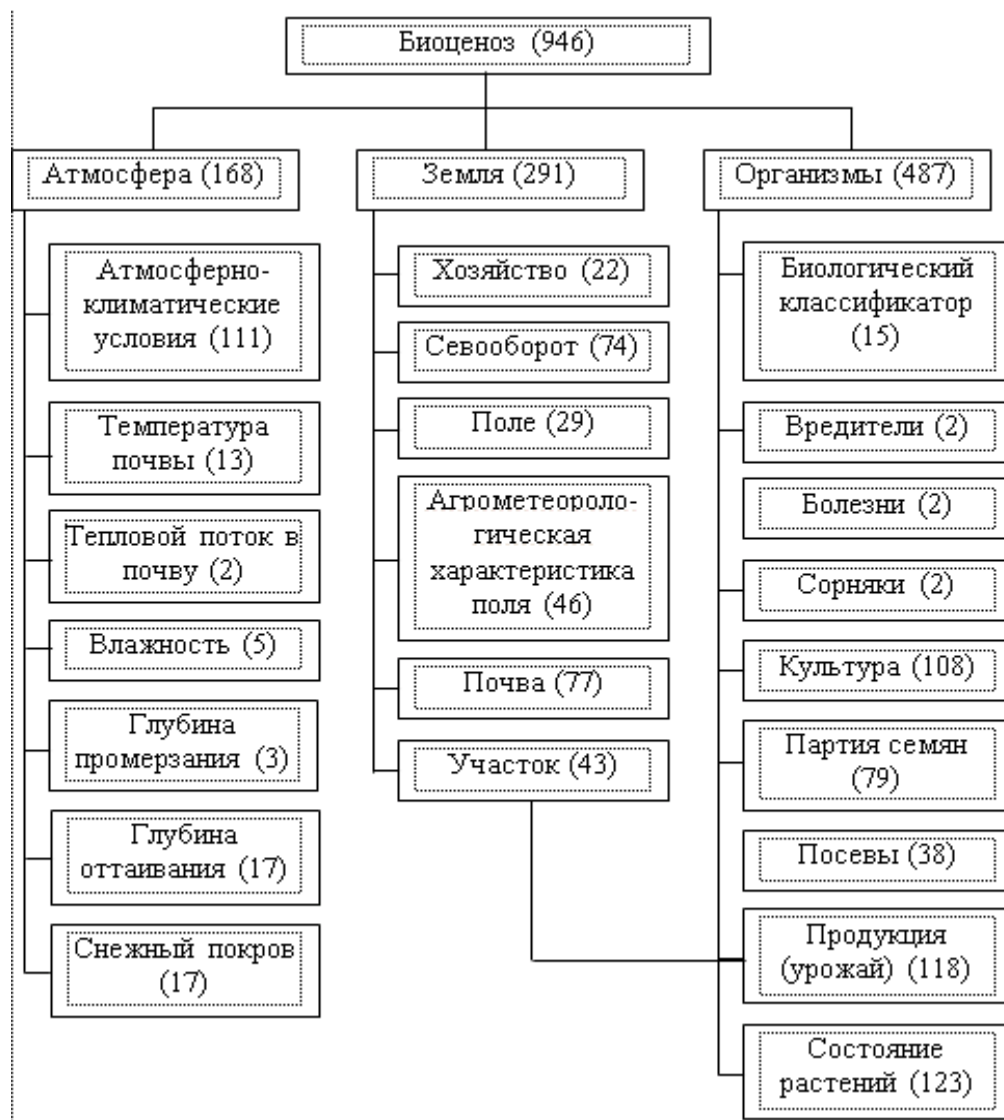 Биоценоз (946)
Атмосфера (168)
Атмосферно-
климатические
условия (111)
Температура
почвы (13)
Тепловой поток в
почву (2)
Влажность (5)
Глубина
промерзания (3)
Глубина
оттаивания (17)
Снежный покров
(17)
Земля (291)
Хозяйство (22)
Севооборот (74)
Поле (29)
Агрометеороло-
гическая
характеристика
поля (46)
Почва (77)
Участок (43)
Организмы (487)
Биологический
классификатор
(15)
Вредители (2)
Болезни (2)
Сорняки (2)
Культура (108)
Партия семян
(79)
Посевы (38)
Продукция
(урожай) (118)
Состояние
растений (123)